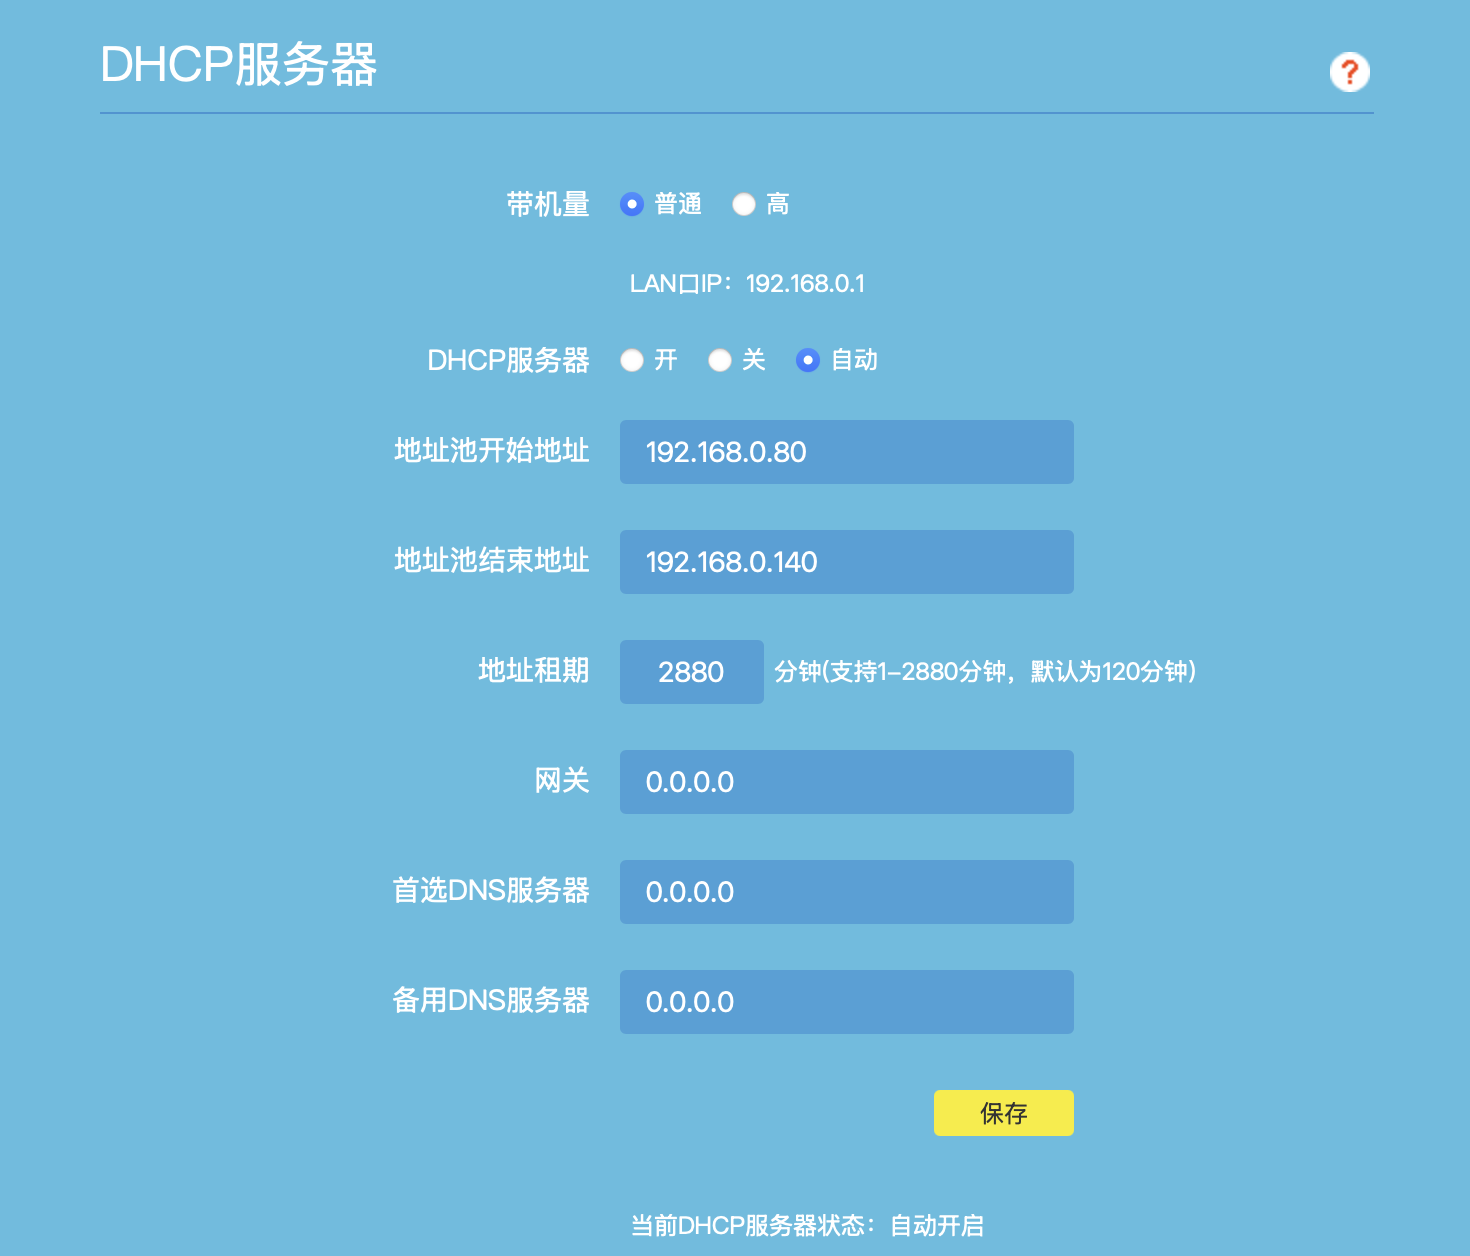 DHCP服务器
带机量 普通 高
LAN口IP：192.168.0.1
DHCP服务器 开 关 自动
地址池开始地址 192.168.0.80
地址池结束地址 192.168.0.140
地址租期 2880 分钟(支持1-2880分钟，默认为120分钟)
网关 0.0.0.0
首选DNS服务器 0.0.0.0
备用DNS服务器 0.0.0.0
保存
当前DHCP服务器状态：自动开启